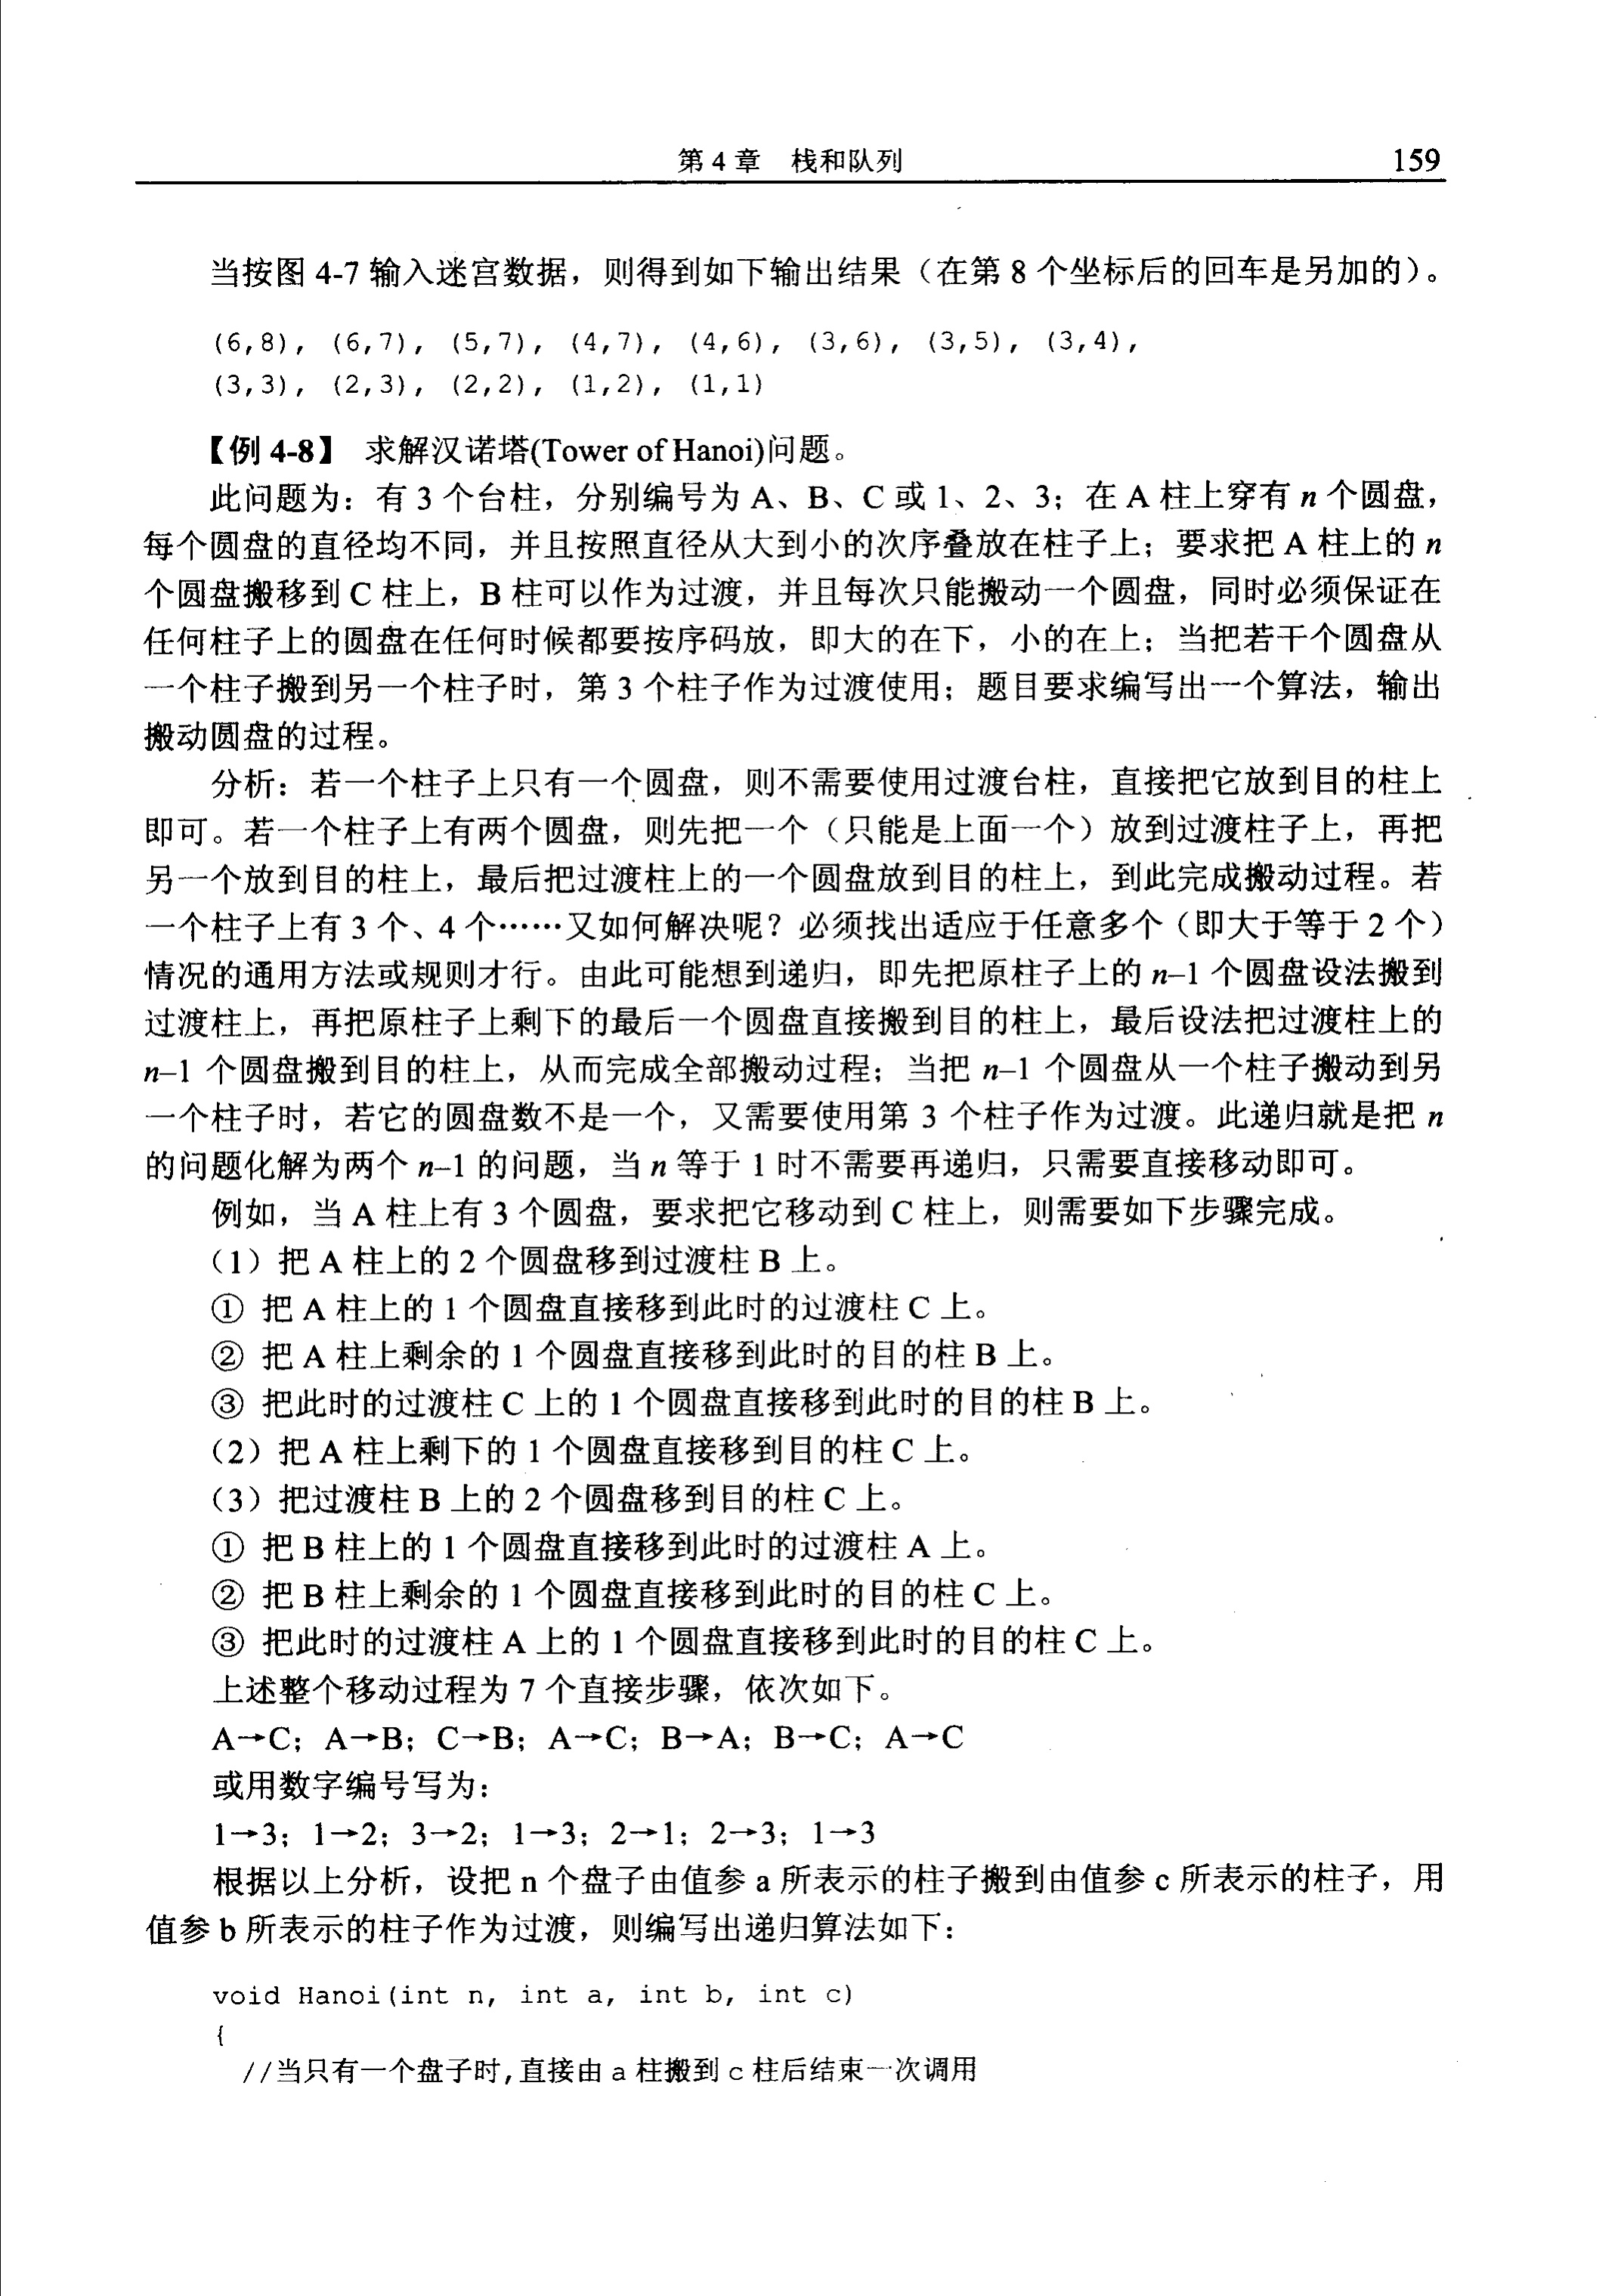 第 4 章 栈和队列 159
当按图 4-7 输入迷宫数据，则得到如下输出结果（在第 8 个坐标后的回车是另加的）。
(6,8), (6,7), (5,7), (4,7), (4,6), (3,6), (3,5), (3,4),
(3,3), (2,3), (2,2), (1,2), (1,1)
【例 4-8】 求解汉诺塔(Tower of Hanoi)问题。
此问题为：有 3 个台柱，分别编号为 A、B、C 或 1、2、3；在 A 柱上穿有 n 个圆盘，
每个圆盘的直径均不同，并且按照直径从大到小的次序叠放在柱子上；要求把 A 柱上的 n
个圆盘搬移到 C 柱上，B 柱可以作为过渡，并且每次只能搬动一个圆盘，同时必须保证在
任何柱子上的圆盘在任何时候都要按序码放，即大的在下，小的在上；当把若干个圆盘从
一个柱子搬到另一个柱子时，第 3 个柱子作为过渡使用；题目要求编写出一个算法，输出
搬动圆盘的过程。
分析：若一个柱子上只有一个圆盘，则不需要使用过渡台柱，直接把它放到目的柱上
即可。若一个柱子上有两个圆盘，则先把一个（只能是上面一个）放到过渡柱子上，再把
另一个放到目的柱上，最后把过渡柱上的一个圆盘放到目的柱上，到此完成搬动过程。若
一个柱子上有 3 个、4 个……又如何解决呢？必须找出适应于任意多个（即大于等于 2 个）
情况的通用方法或规则才行。由此可能想到递归，即先把原柱子上的 n–1 个圆盘设法搬到
过渡柱上，再把原柱子上剩下的最后一个圆盘直接搬到目的柱上，最后设法把过渡柱上的
n–1 个圆盘搬到目的柱上，从而完成全部搬动过程；当把 n–1 个圆盘从一个柱子搬动到另
一个柱子时，若它的圆盘数不是一个，又需要使用第 3 个柱子作为过渡。此递归就是把 n
的问题化解为两个 n–1 的问题，当 n 等于 1 时不需要再递归，只需要直接移动即可。
例如，当 A 柱上有 3 个圆盘，要求把它移动到 C 柱上，则需要如下步骤完成。
（1）把 A 柱上的 2 个圆盘移到过渡柱 B 上。
① 把 A 柱上的 1 个圆盘直接移到此时的过渡柱 C 上。
② 把 A 柱上剩余的 1 个圆盘直接移到此时的目的柱 B 上。
③ 把此时的过渡柱 C 上的 1 个圆盘直接移到此时的目的柱 B 上。
（2）把 A 柱上剩下的 1 个圆盘直接移到目的柱 C 上。
（3）把过渡柱 B 上的 2 个圆盘移到目的柱 C 上。
① 把 B 柱上的 1 个圆盘直接移到此时的过渡柱 A 上。
② 把 B 柱上剩余的 1 个圆盘直接移到此时的目的柱 C 上。
③ 把此时的过渡柱 A 上的 1 个圆盘直接移到此时的目的柱 C 上。
上述整个移动过程为 7 个直接步骤，依次如下。
A→C；A→B；C→B；A→C；B→A；B→C；A→C
或用数字编号写为：
1→3；1→2；3→2；1→3；2→1；2→3；1→3
根据以上分析，设把 n 个盘子由值参 a 所表示的柱子搬到由值参 c 所表示的柱子，用
值参 b 所表示的柱子作为过渡，则编写出递归算法如下：
void Hanoi(int n, int a, int b, int c)
{
//当只有一个盘子时,直接由 a 柱搬到 c 柱后结束一次调用